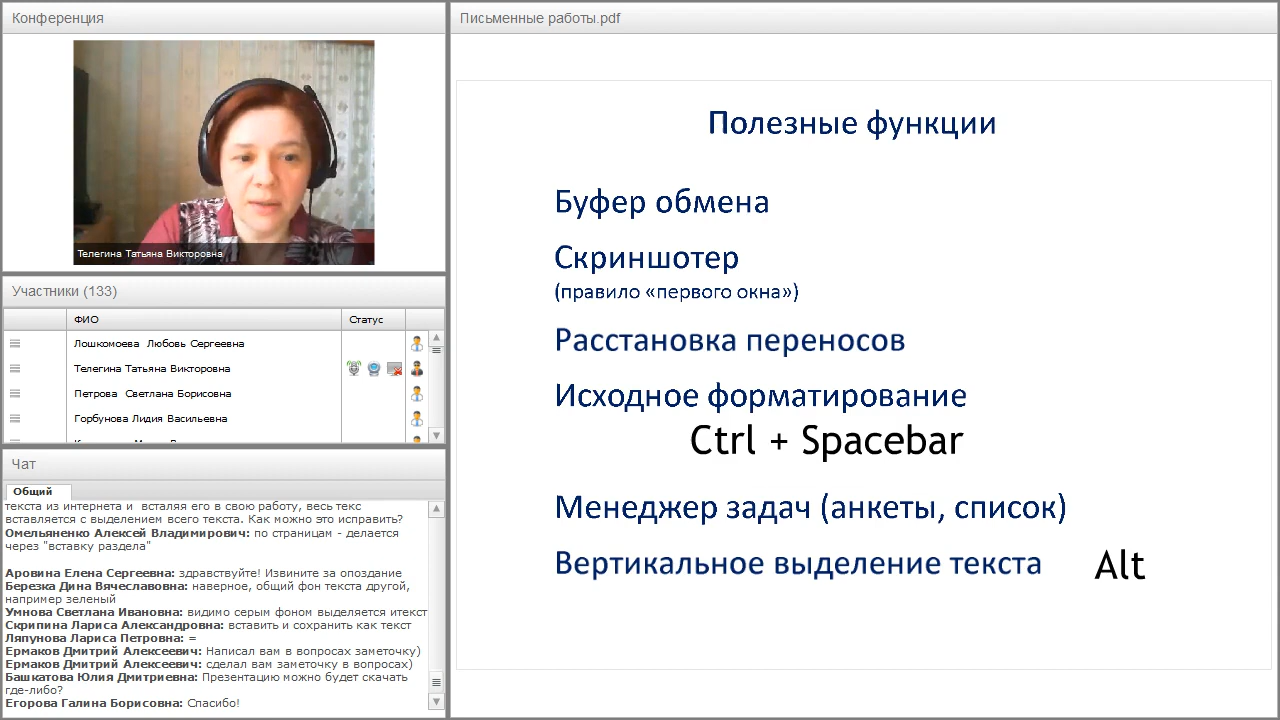 Конференция
Телегина Татьяна Викторовна
Участники (133)
ФИО
Статус
Лошкомоева Любовь Сергеевна
Телегина Татьяна Викторовна
Петрова Светлана Борисовна
Горбунова Лидия Васильевна
Чат
Общий
текста из интернета и всталяя его в свою работу, весь текс
вставляется с выделением всего текста. Как можно это исправить?
Омельяненко Алексей Владимирович: по страницам - делается
через "вставку раздела"
Аровина Елена Сергеевна: здравствуйте! Извините за опоздание
Березка Дина Вячеславовна: наверное, общий фон текста другой,
например зеленый
Умнова Светлана Ивановна: видимо серым фоном выделяется итекст
Скрипина Лариса Александровна: вставить и сохранить как текст
Ляпунова Лариса Петровна: =
Ермаков Дмитрий Алексеевич: Написал вам в вопросах заметочку)
Ермаков Дмитрий Алексеевич: сделал вам заметочку в вопросах)
Башкатова Юлия Дмитриевна: Презентацию можно будет скачать
где-либо?
Егорова Галина Борисовна: Спасибо!
Письменные работы.pdf
Полезные функции
Буфер обмена
Скриншотер
(правило «первого окна»)
Расстановка переносов
Исходное форматирование
Ctrl + Spacebar
Менеджер задач (анкеты, список)
Вертикальное выделение текста Alt